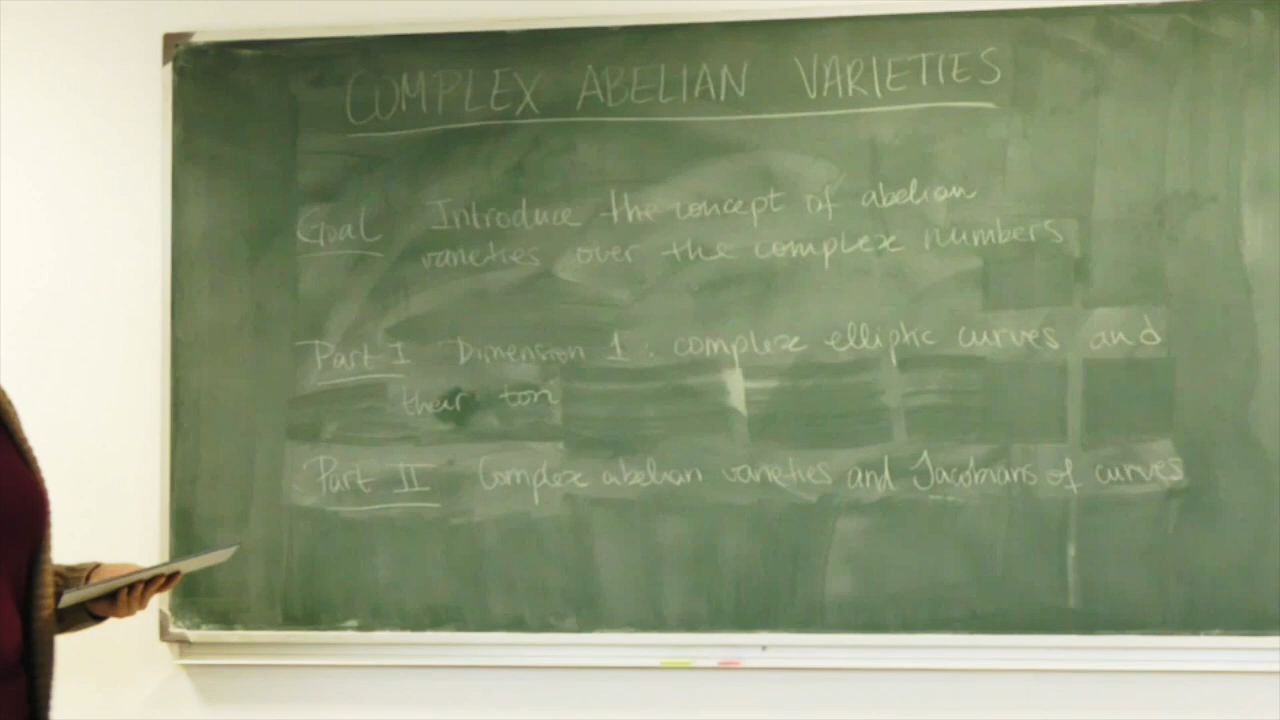 COMPLEX ABELIAN VARIETIES
Goal Introduce the concept of abelian
varieties over the complex numbers
Part I Dimension 1: complex elliptic curves and
their tori
Part II Complex abelian varieties and Jacobians of curves